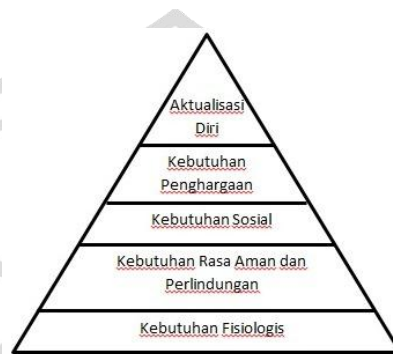 Aktualisasi
Diri
Kebutuhan
Penghargaan
Kebutuhan Sosial
Kebutuhan Rasa Aman dan
Perlindungan
Kebutuhan Fisiologis